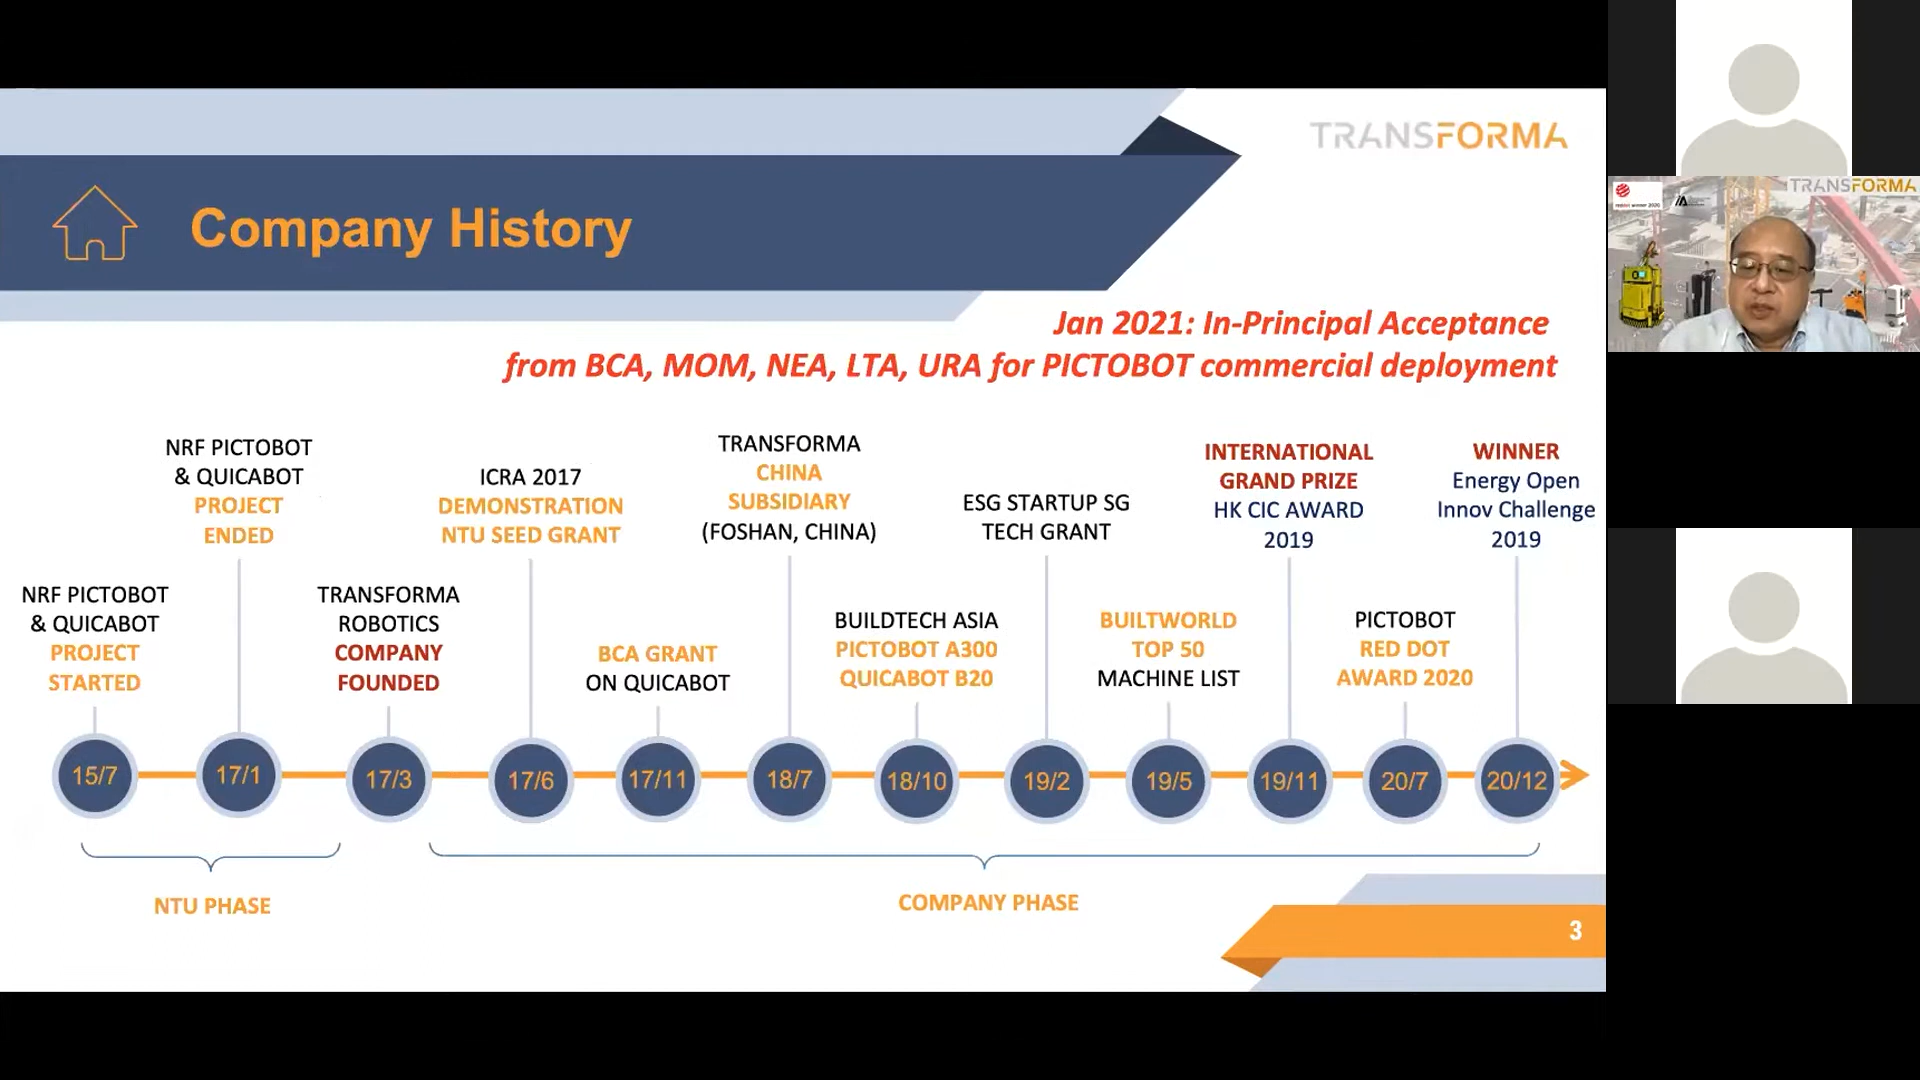 TRANSFORMA
Company History
Jan 2021: In-Principal Acceptance
from BCA, MOM, NEA, LTA, URA for PICTOBOT commercial deployment
NRF PICTOBOT
& QUICABOT
PROJECT
STARTED
NRF PICTOBOT
& QUICABOT
PROJECT
ENDED
TRANSFORMA
ROBOTICS
COMPANY
FOUNDED
ICRA 2017
DEMONSTRATION
NTU SEED GRANT
BCA GRANT
ON QUICABOT
TRANSFORMA
CHINA
SUBSIDIARY
(FOSHAN, CHINA)
BUILDTECH ASIA
PICTOBOT A300
QUICABOT B20
ESG STARTUP SG
TECH GRANT
BUILTWORLD
TOP 50
MACHINE LIST
INTERNATIONAL
GRAND PRIZE
HK CIC AWARD
2019
PICTOBOT
RED DOT
AWARD 2020
WINNER
Energy Open
Innov Challenge
2019
15/7
17/1
17/3
17/6
17/11
18/7
18/10
19/2
19/5
19/11
20/7
20/12
NTU PHASE
COMPANY PHASE
3
TRANSFORMA
reddot winner 2020